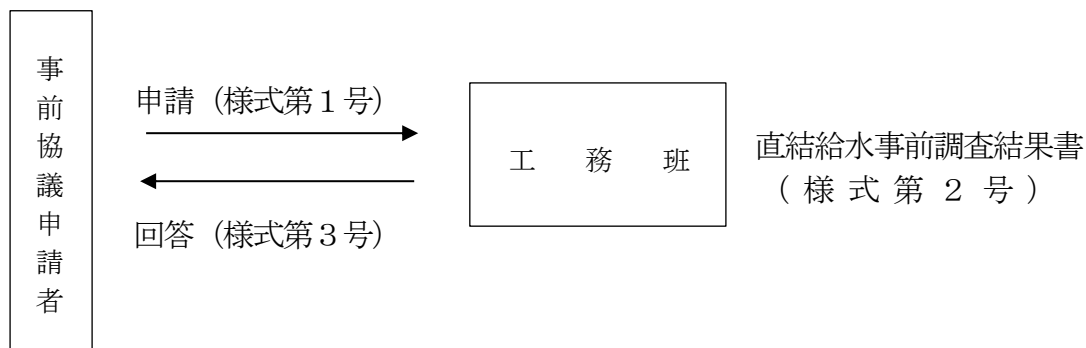 事前協議申請者
申請（様式第１号）
回答（様式第３号）
工　務　班
直結給水事前調査結果書
（様式第２号）